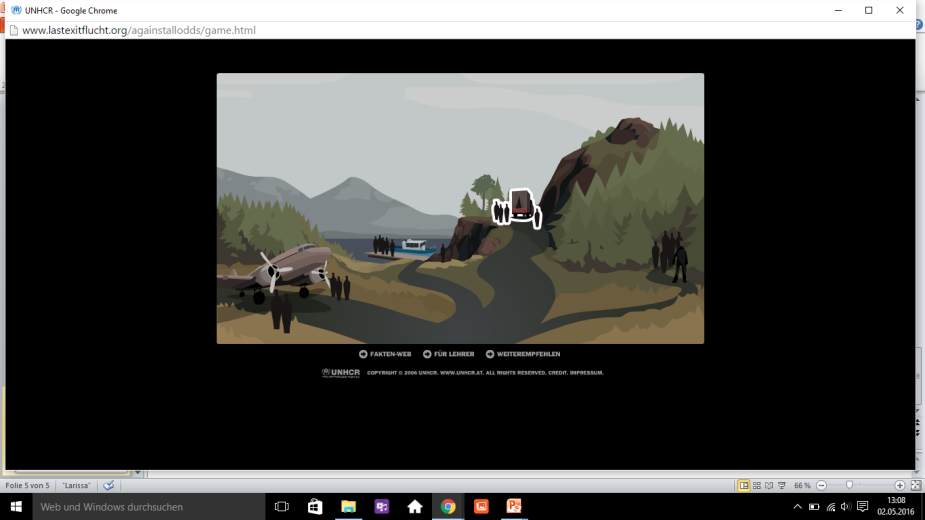 UNHCR - Google Chrome
www.lastexitflucht.org/againstallodds/game.html
FAKTEN-WEB FÜR LEHRER WEITEREMPFEHLEN
UNHCR COPYRIGHT © 2006 UNHCR. WWW.UNHCR.AT. ALL RIGHTS RESERVED. CREDIT. IMPRESSUM.
Folie 5 von 5 "Larissa" 66 %
Web und Windows durchsuchen
13:08
02.05.2016